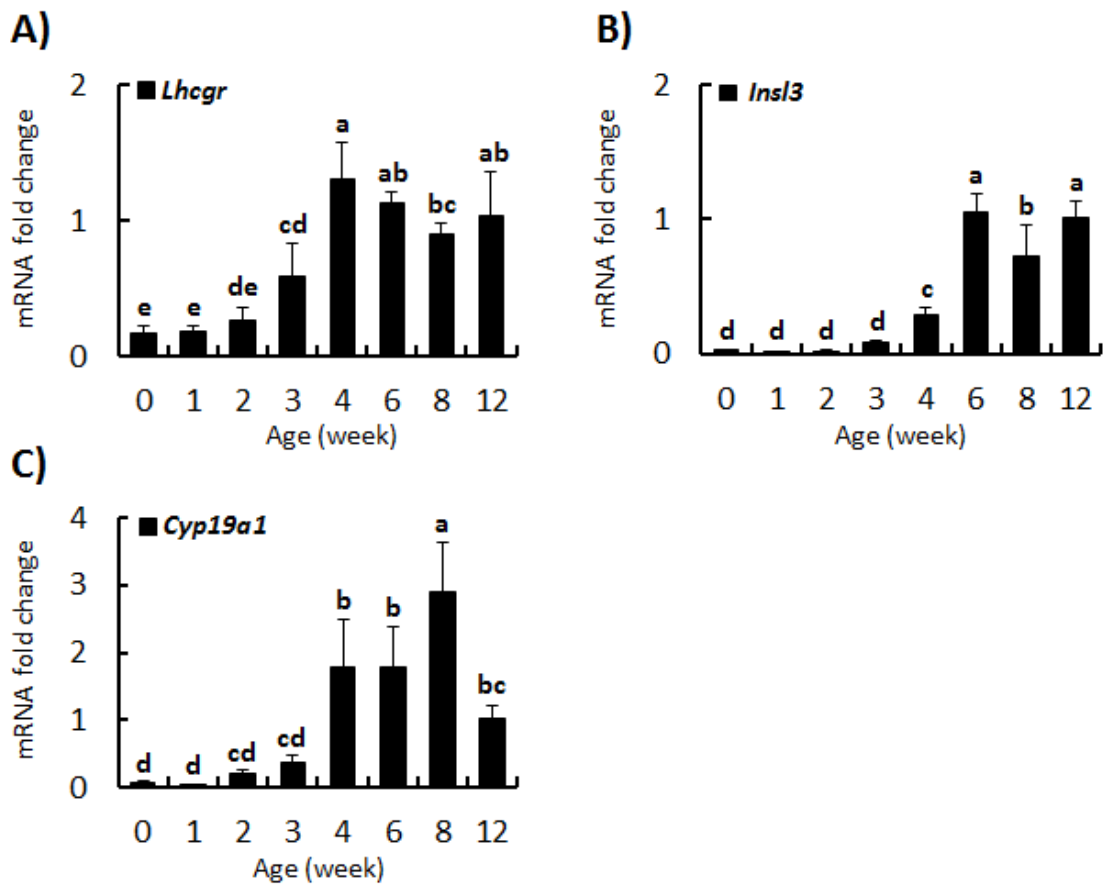 A)
mRNA fold change
2
1
0
Lhcgr
e e de cd a ab bc ab
0 1 2 3 4 6 8 12
Age (week)
B)
mRNA fold change
2
1
0
Insl3
d d d d c a b a
0 1 2 3 4 6 8 12
Age (week)
C)
mRNA fold change
4
3
2
1
0
Cyp19a1
d d cd cd b b a bc
0 1 2 3 4 6 8 12
Age (week)